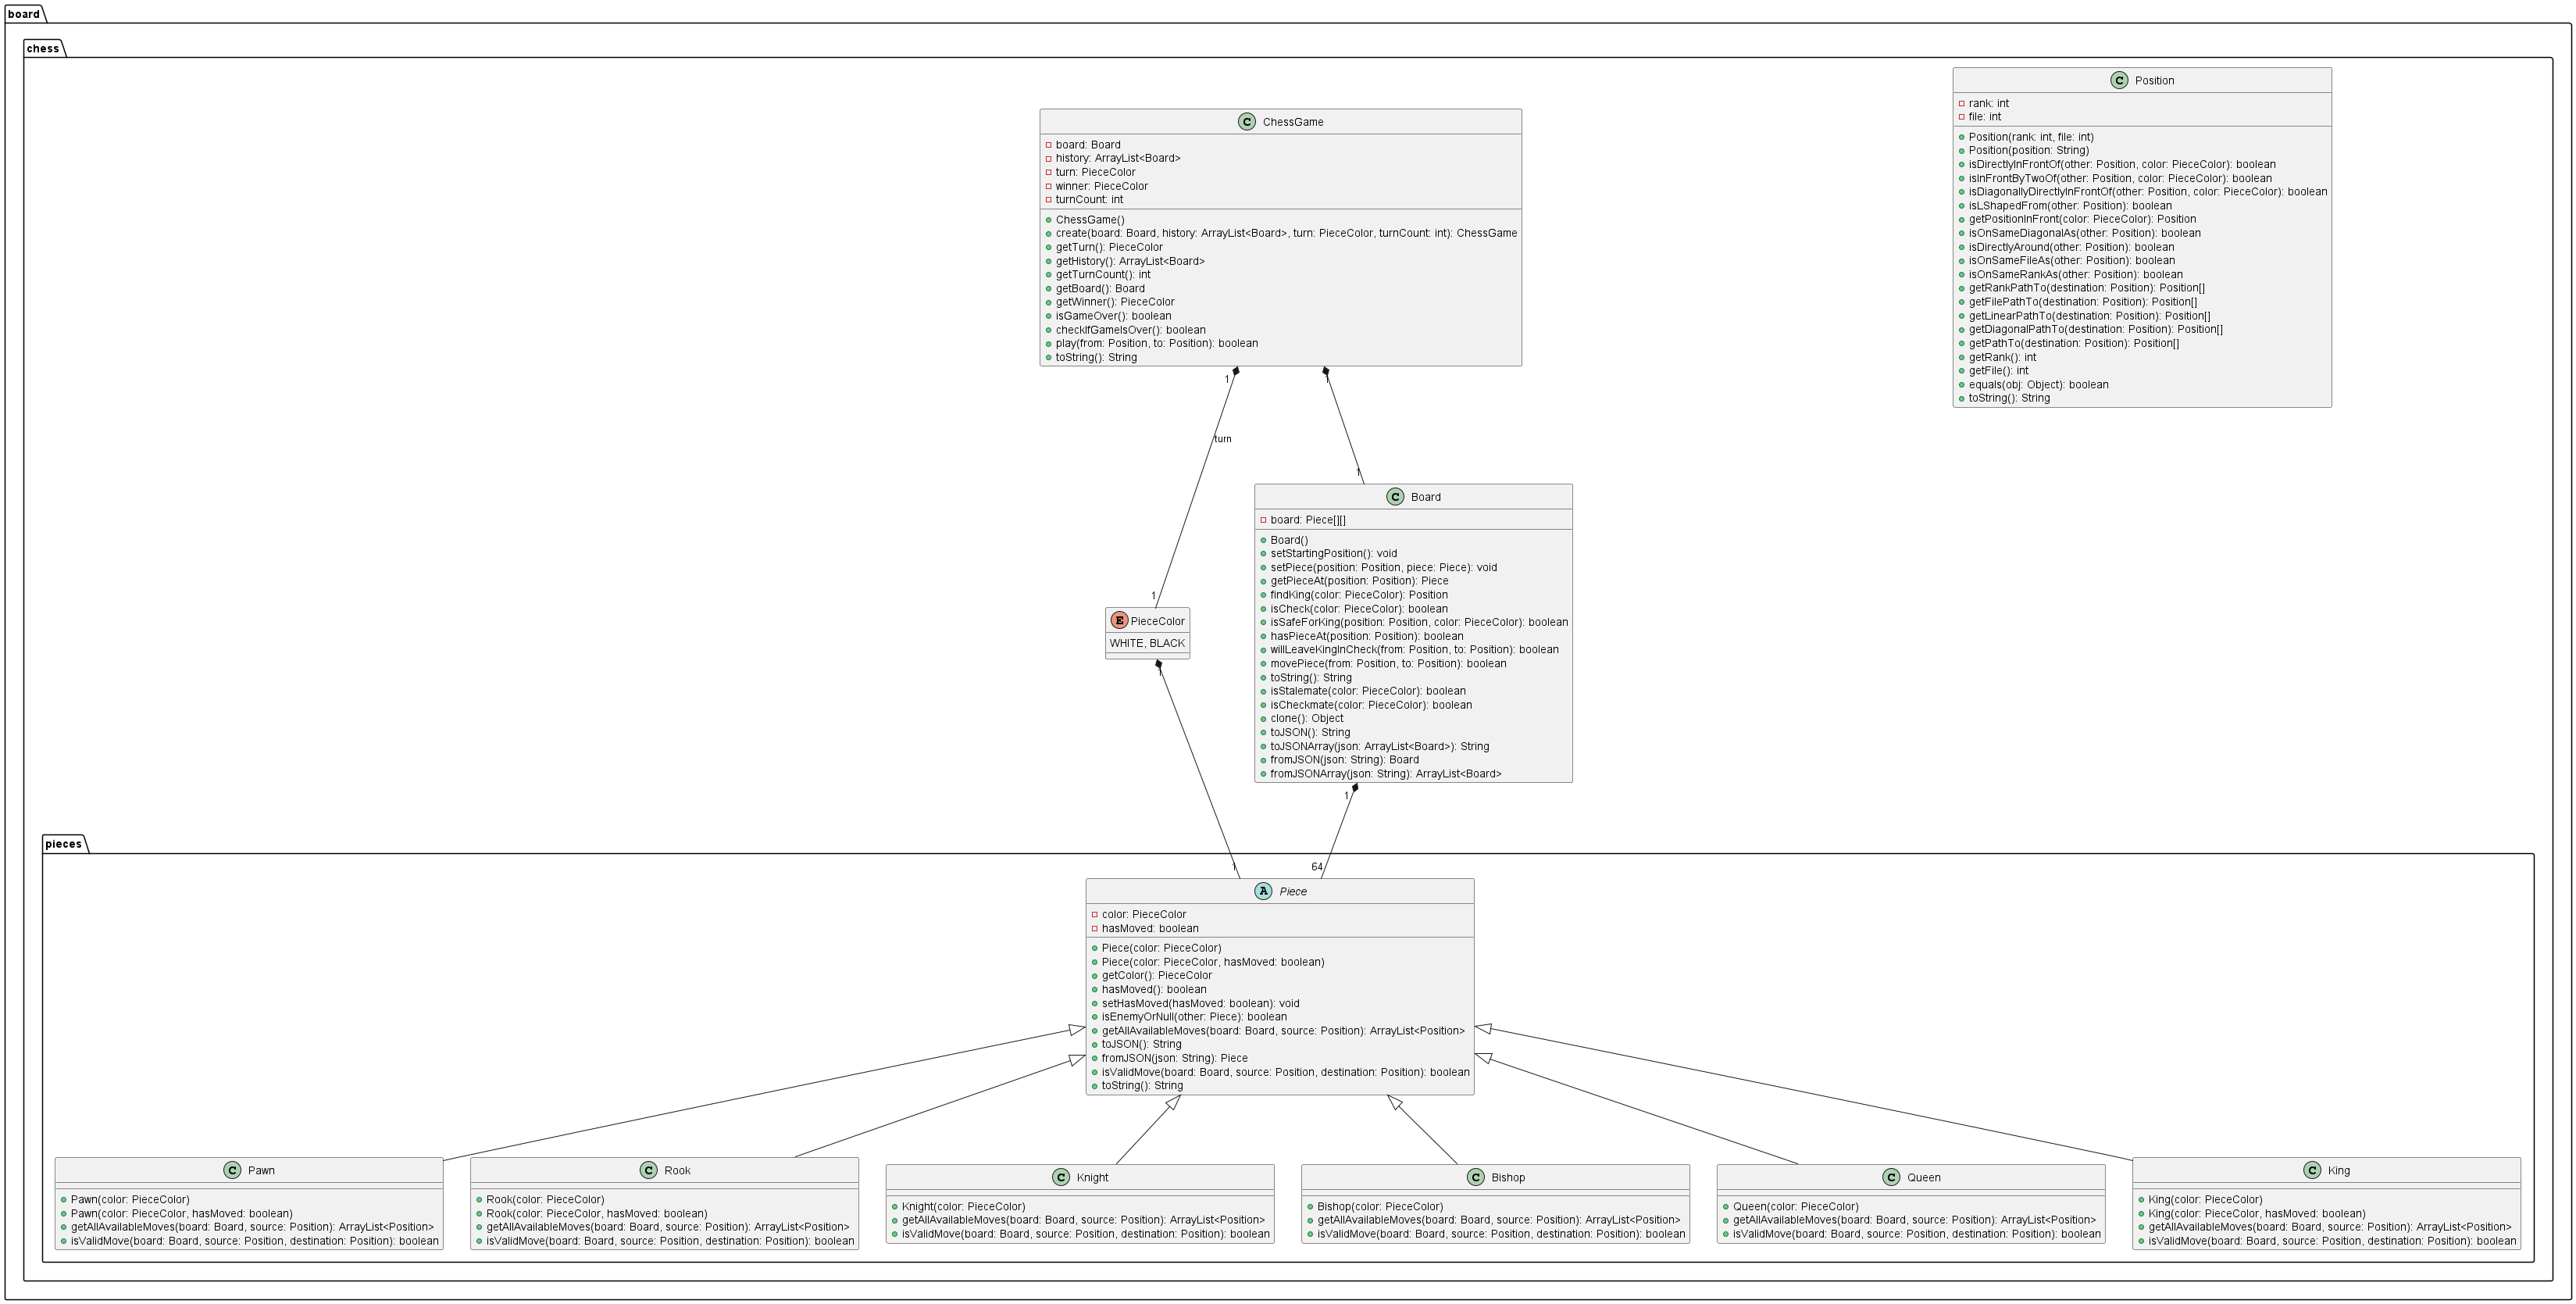 board
chess
C ChessGame
board: Board
history: ArrayList<Board>
turn: PieceColor
winner: PieceColor
turnCount: int
ChessGame()
create(board: Board, history: ArrayList<Board>, turn: PieceColor, turnCount: int): ChessGame
getTurn(): PieceColor
getHistory(): ArrayList<Board>
getTurnCount(): int
getBoard(): Board
getWinner(): PieceColor
isGameOver(): boolean
checkIfGameIsOver(): boolean
play(from: Position, to: Position): boolean
toString(): String
C Position
rank: int
file: int
Position(rank: int, file: int)
Position(position: String)
isDirectlyInFrontOf(other: Position, color: PieceColor): boolean
isInFrontByTwoOf(other: Position, color: PieceColor): boolean
isDiagonallyDirectlyInFrontOf(other: Position, color: PieceColor): boolean
isLShapedFrom(other: Position): boolean
getPositionInFront(color: PieceColor): Position
isOnSameDiagonalAs(other: Position): boolean
isDirectlyAround(other: Position): boolean
isOnSameFileAs(other: Position): boolean
isOnSameRankAs(other: Position): boolean
getRankPathTo(destination: Position): Position[]
getFilePathTo(destination: Position): Position[]
getLinearPathTo(destination: Position): Position[]
getDiagonalPathTo(destination: Position): Position[]
getPathTo(destination: Position): Position[]
getRank(): int
getFile(): int
equals(obj: Object): boolean
toString(): String
1
1
turn
1
1
C Board
board: Piece[][]
Board()
setStartingPosition(): void
setPiece(position: Position, piece: Piece): void
getPieceAt(position: Position): Piece
findKing(color: PieceColor): Position
isCheck(color: PieceColor): boolean
isSafeForKing(position: Position, color: PieceColor): boolean
hasPieceAt(position: Position): boolean
willLeaveKingInCheck(from: Position, to: Position): boolean
movePiece(from: Position, to: Position): boolean
toString(): String
isStalemate(color: PieceColor): boolean
isCheckmate(color: PieceColor): boolean
clone(): Object
toJSON(): String
toJSONArray(json: ArrayList<Board>): String
fromJSON(json: String): Board
fromJSONArray(json: String): ArrayList<Board>
E PieceColor
WHITE, BLACK
1
1
pieces
1
64
A Piece
color: PieceColor
hasMoved: boolean
Piece(color: PieceColor)
Piece(color: PieceColor, hasMoved: boolean)
getColor(): PieceColor
hasMoved(): boolean
setHasMoved(hasMoved: boolean): void
isEnemyOrNull(other: Piece): boolean
getAllAvailableMoves(board: Board, source: Position): ArrayList<Position>
toJSON(): String
fromJSON(json: String): Piece
isValidMove(board: Board, source: Position, destination: Position): boolean
toString(): String
C Pawn
Pawn(color: PieceColor)
Pawn(color: PieceColor, hasMoved: boolean)
getAllAvailableMoves(board: Board, source: Position): ArrayList<Position>
isValidMove(board: Board, source: Position, destination: Position): boolean
C Rook
Rook(color: PieceColor)
Rook(color: PieceColor, hasMoved: boolean)
getAllAvailableMoves(board: Board, source: Position): ArrayList<Position>
isValidMove(board: Board, source: Position, destination: Position): boolean
C Knight
Knight(color: PieceColor)
getAllAvailableMoves(board: Board, source: Position): ArrayList<Position>
isValidMove(board: Board, source: Position, destination: Position): boolean
C Bishop
Bishop(color: PieceColor)
getAllAvailableMoves(board: Board, source: Position): ArrayList<Position>
isValidMove(board: Board, source: Position, destination: Position): boolean
C Queen
Queen(color: PieceColor)
getAllAvailableMoves(board: Board, source: Position): ArrayList<Position>
isValidMove(board: Board, source: Position, destination: Position): boolean
C King
King(color: PieceColor)
King(color: PieceColor, hasMoved: boolean)
getAllAvailableMoves(board: Board, source: Position): ArrayList<Position>
isValidMove(board: Board, source: Position, destination: Position): boolean